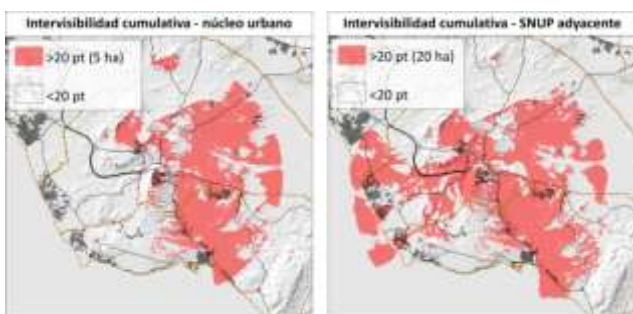 Intervisibilidad cumulativa - núcleo urbano
>20 pt (5 ha)
<20 pt
Intervisibilidad cumulativa - SNUP adyacente
>20 pt (20 ha)
<20 pt